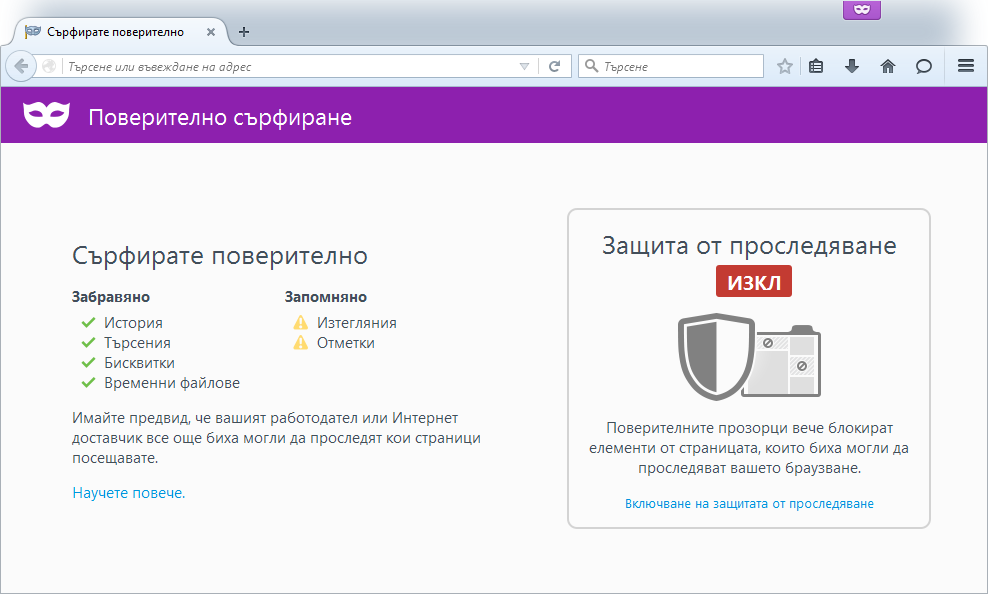 Сърфирате поверително
Търсене или въвеждане на адрес
Търсене
Поверително сърфиране
Сърфирате поверително
Забравяно
История
Търсения
Бисквитки
Временни файлове
Запомняно
Изтегляния
Отметки
Имайте предвид, че вашият работодател или Интернет
доставчик все още биха могли да проследят кои страници
посещавате.
Научете повече.
Защита от проследяване
ИЗКЛ
Поверителните прозорци вече блокират
елементи от страницата, които биха могли да
проследяват вашето браузване.
Включване на защитата от проследяване